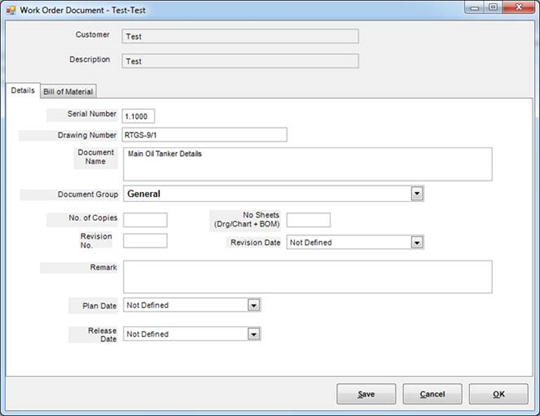 Work Order Document - Test-Test
Customer Test
Description Test
Details Bill of Material
Serial Number 1.1000
Drawing Number RTGS-9/1
Document
Name
Main Oil Tanker Details
Document Group General
No. of Copies
No Sheets
(Drg/Chart + BOM)
Revision
No.
Revision Date Not Defined
Remark
Plan Date Not Defined
Release
Date
Not Defined
Save Cancel OK